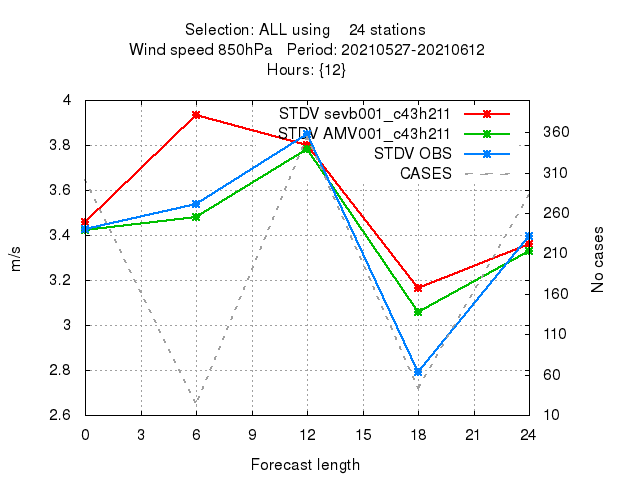 Selection: ALL using 24 stations
Wind speed 850hPa Period: 20210527-20210612
Hours: {12}
4
3.8
3.6
3.4
3.2
3
2.8
2.6
m/s
STDV sevb001_c43h211
STDV AMV001_c43h211
STDV OBS
CASES
360
310
260
210
160
110
60
10
No cases
0 3 6 9 12 15 18 21 24
Forecast length